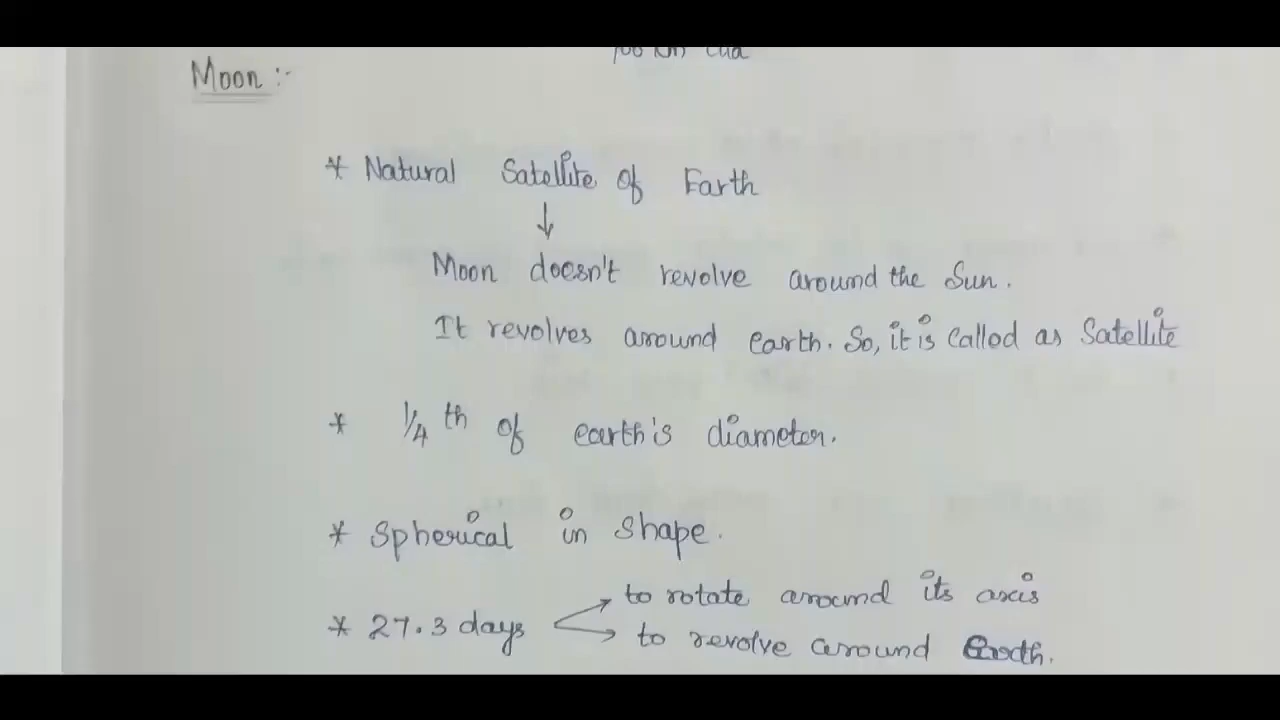 Moon :-
* Natural Satellite of Earth
↓
Moon doesn't revolve around the Sun.
It revolves around earth. So, it is called as Satellite
* 1/4 th of earth's diameter.
* Spherical in shape.
* 27.3 days
to rotate around its axis
to revolve around Earth.